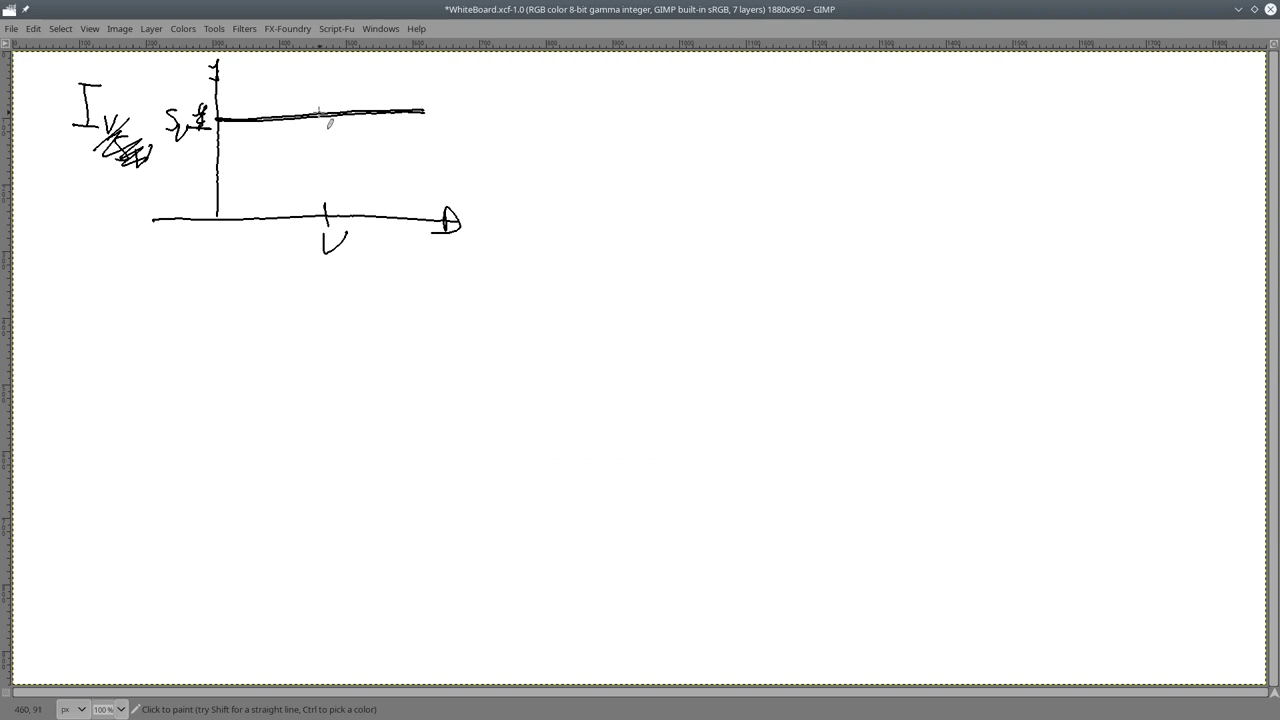 *WhiteBoard.xcf-1.0 (RGB color 8-bit gamma integer, GIMP built-in sRGB, 7 layers) 1880x950 – GIMP
File Edit Select View Image Layer Colors Tools Filters FX-Foundry Script-Fu Windows Help
I
V
460, 91 px 100% Click to paint (try Shift for a straight line, Ctrl to pick a color)